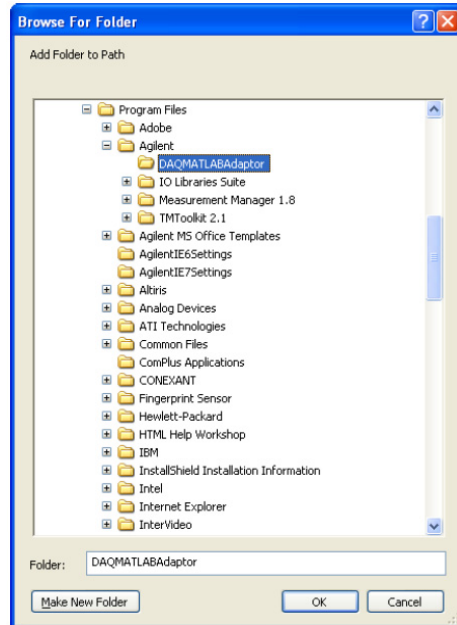 Browse For Folder
Add Folder to Path
Program Files
Adobe
Agilent
DAQMATLABAdaptor
IO Libraries Suite
Measurement Manager 1.8
TMToolkit 2.1
Agilent MS Office Templates
AgilentIE6Settings
AgilentIE7Settings
Altiris
Analog Devices
ATI Technologies
Common Files
ComPlus Applications
CONEXANT
Fingerprint Sensor
Hewlett-Packard
HTML Help Workshop
IBM
InstallShield Installation Information
Intel
Internet Explorer
InterVideo
Folder: DAQMATLABAdaptor
Make New Folder OK Cancel